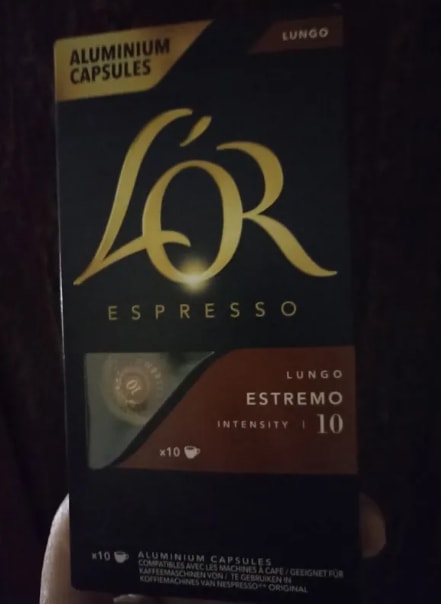 ALUMINIUM
CAPSULES
LUNGO
L'OR
ESPRESSO
LUNGO
ESTREMO
INTENSITY | 10
x10
x10 ALUMINIUM CAPSULES
COMPATIBLES AVEC LES MACHINES À CAFÉ / GEEIGNET FÜR
KAFFEEMASCHINEN VON / TE GEBRUIKEN IN
KOFFIEMACHINES VAN NESPRESSO** ORIGINAL